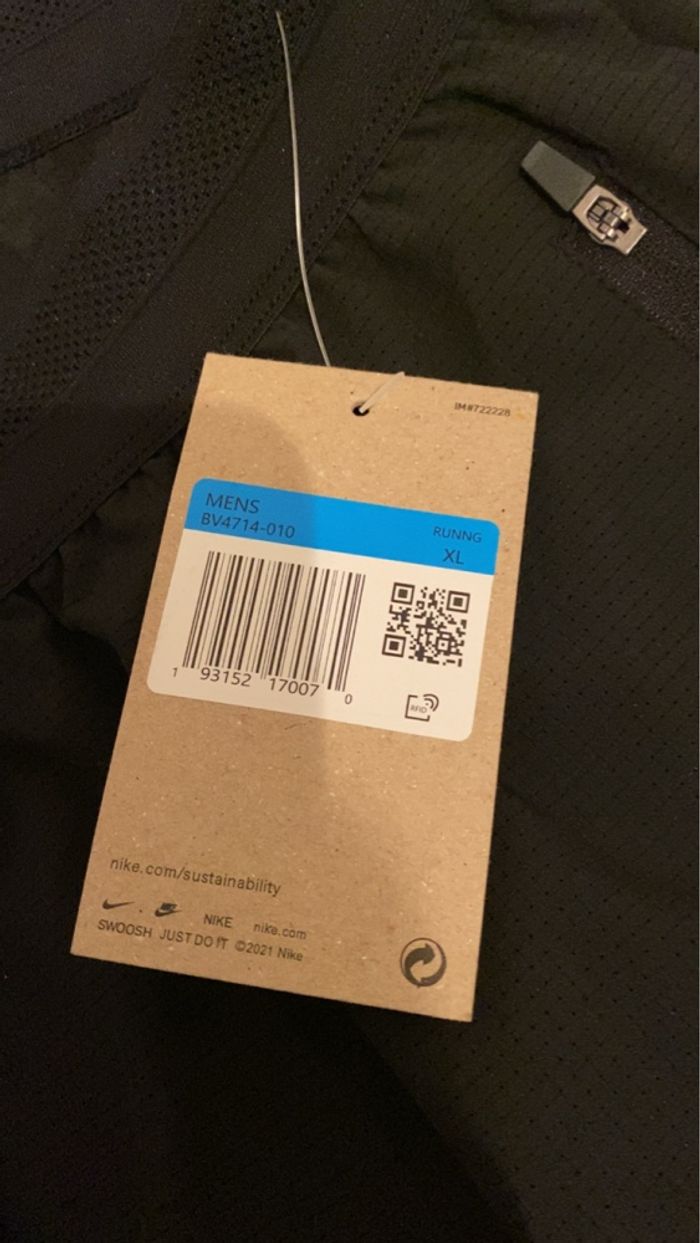 IM#722228
MENS
BV4714-010
RUNNG
XL
1 93152 17007 0
RFID
nike.com/sustainability
NIKE nike.com
SWOOSH JUST DO IT ©2021 Nike